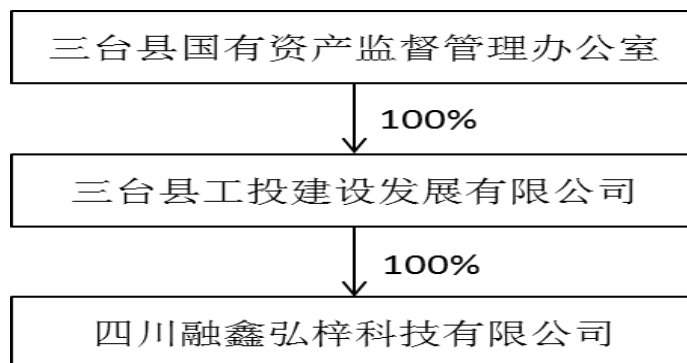 三台县国有资产监督管理办公室
100%
三台县工投建设发展有限公司
100%
四川融鑫弘梓科技有限公司